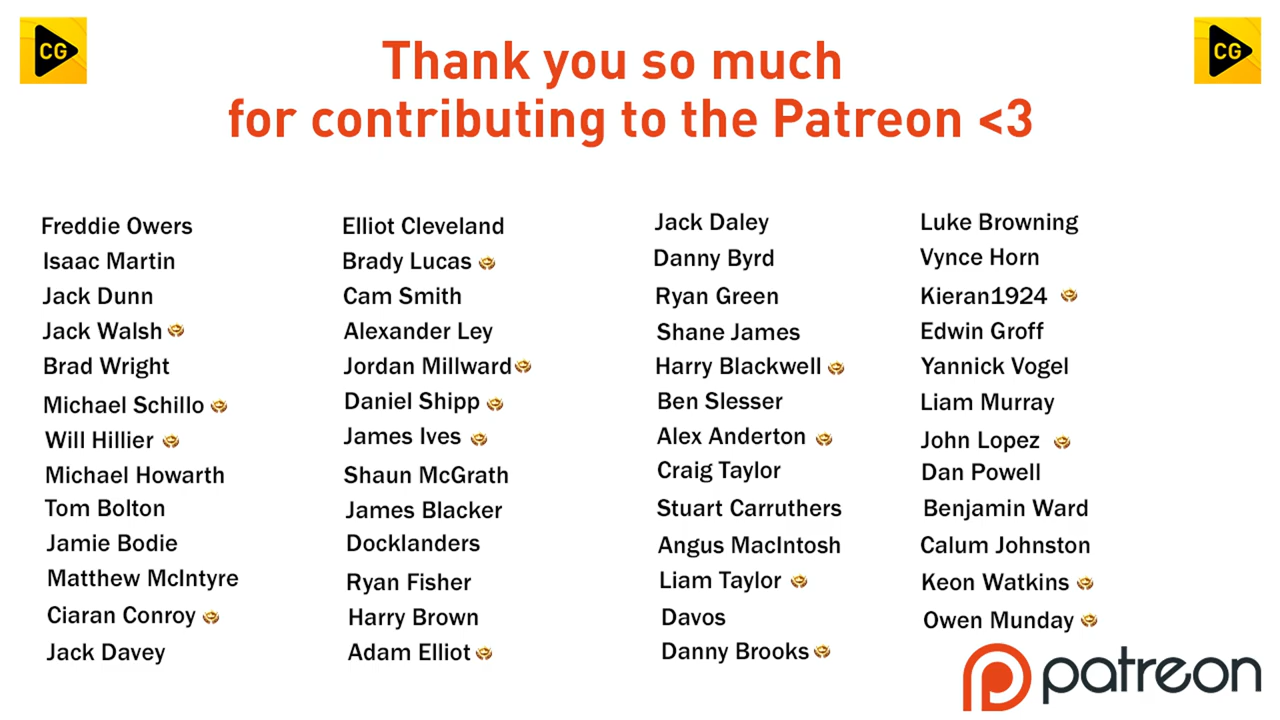 CG
CG
Thank you so much
for contributing to the Patreon <3
Freddie Owers
Isaac Martin
Jack Dunn
Jack Walsh
Brad Wright
Michael Schillo
Will Hillier
Michael Howarth
Tom Bolton
Jamie Bodie
Matthew McIntyre
Ciaran Conroy
Jack Davey
Elliot Cleveland
Brady Lucas
Cam Smith
Alexander Ley
Jordan Millward
Daniel Shipp
James Ives
Shaun McGrath
James Blacker
Docklanders
Ryan Fisher
Harry Brown
Adam Elliot
Jack Daley
Danny Byrd
Ryan Green
Shane James
Harry Blackwell
Ben Slesser
Alex Anderton
Craig Taylor
Stuart Carruthers
Angus MacIntosh
Liam Taylor
Davos
Danny Brooks
Luke Browning
Vynce Horn
Kieran1924
Edwin Groff
Yannick Vogel
Liam Murray
John Lopez
Dan Powell
Benjamin Ward
Calum Johnston
Keon Watkins
Owen Munday
patreon